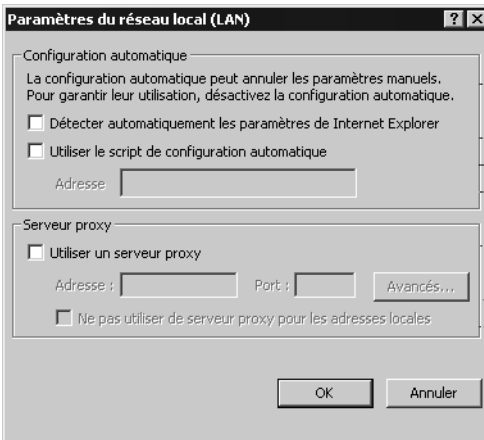 Paramètres du réseau local (LAN)
Configuration automatique
La configuration automatique peut annuler les paramètres manuels.
Pour garantir leur utilisation, désactivez la configuration automatique.
Détecter automatiquement les paramètres de Internet Explorer
Utiliser le script de configuration automatique
Adresse
Serveur proxy
Utiliser un serveur proxy
Adresse : Port : Avancés...
Ne pas utiliser de serveur proxy pour les adresses locales
OK Annuler